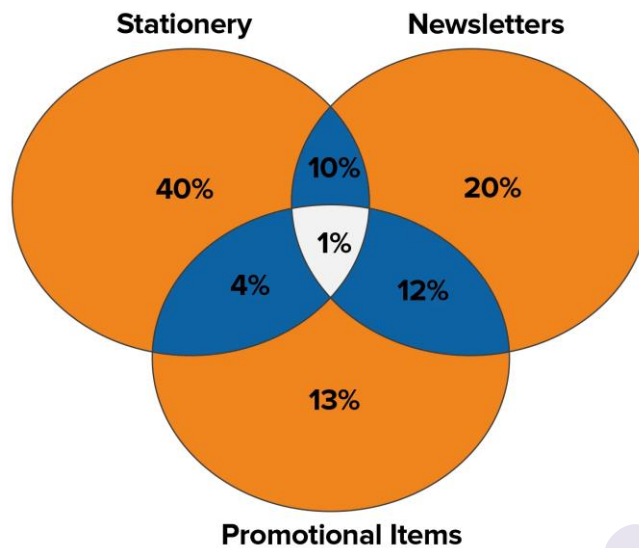 Stationery Newsletters
10%
40% 20%
1%
4% 12%
13%
Promotional Items